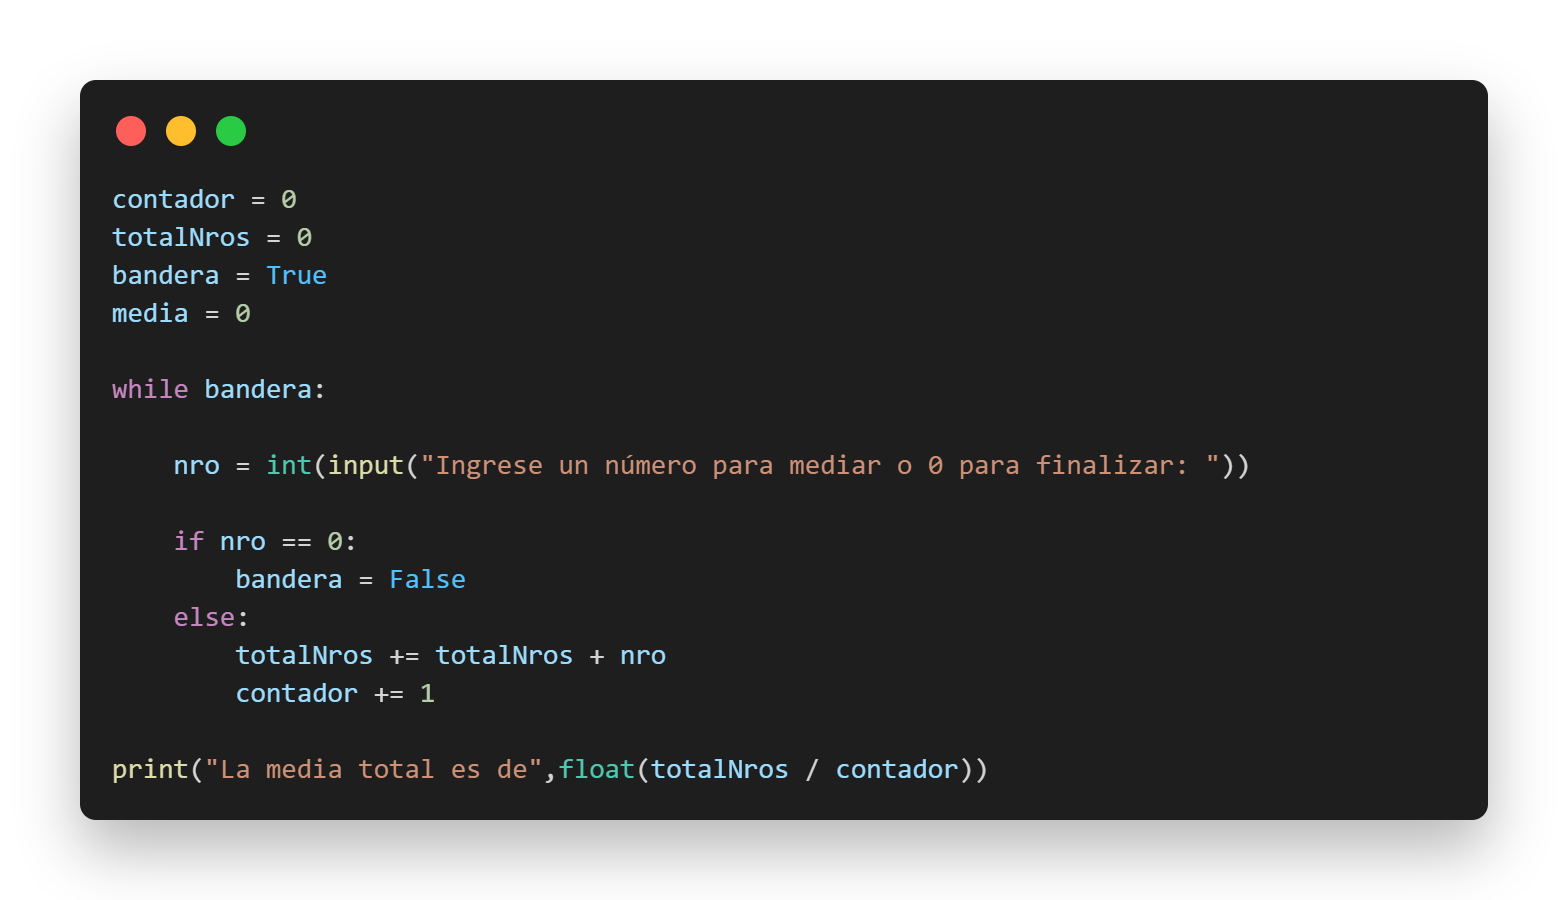 contador = 0
totalNros = 0
bandera = True
media = 0
while bandera:
    nro = int(input("Ingrese un número para mediar o 0 para finalizar: "))
    if nro == 0:
        bandera = False
    else:
        totalNros += totalNros + nro
        contador += 1
print("La media total es de",float(totalNros / contador))